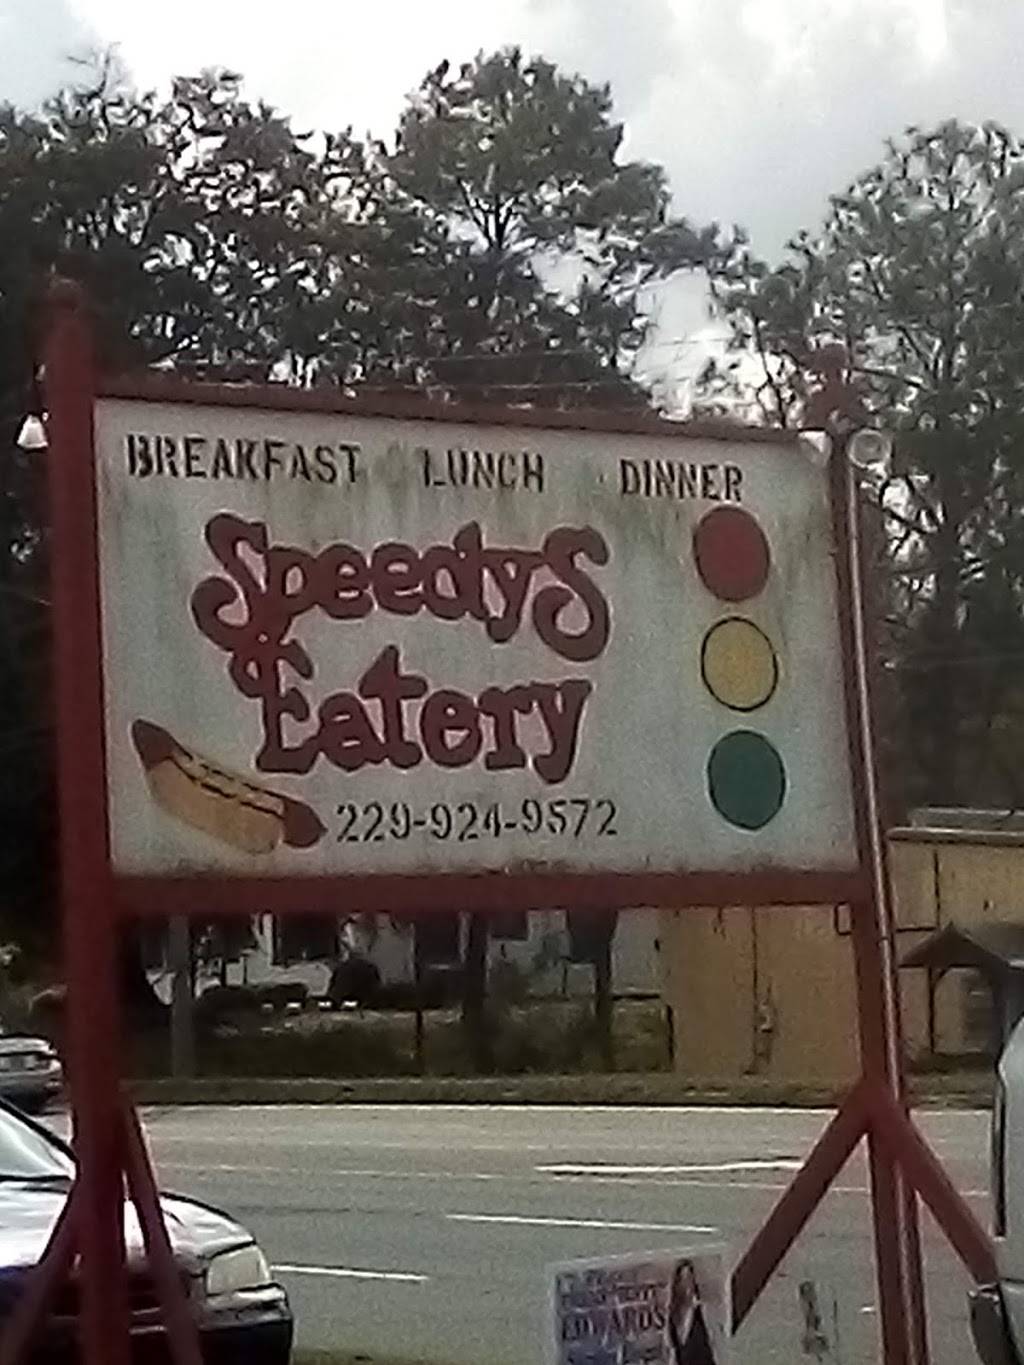 BREAKFAST LUNCH DINNER
SpeedyS
Eatery
229-924-9572
EDWARDS